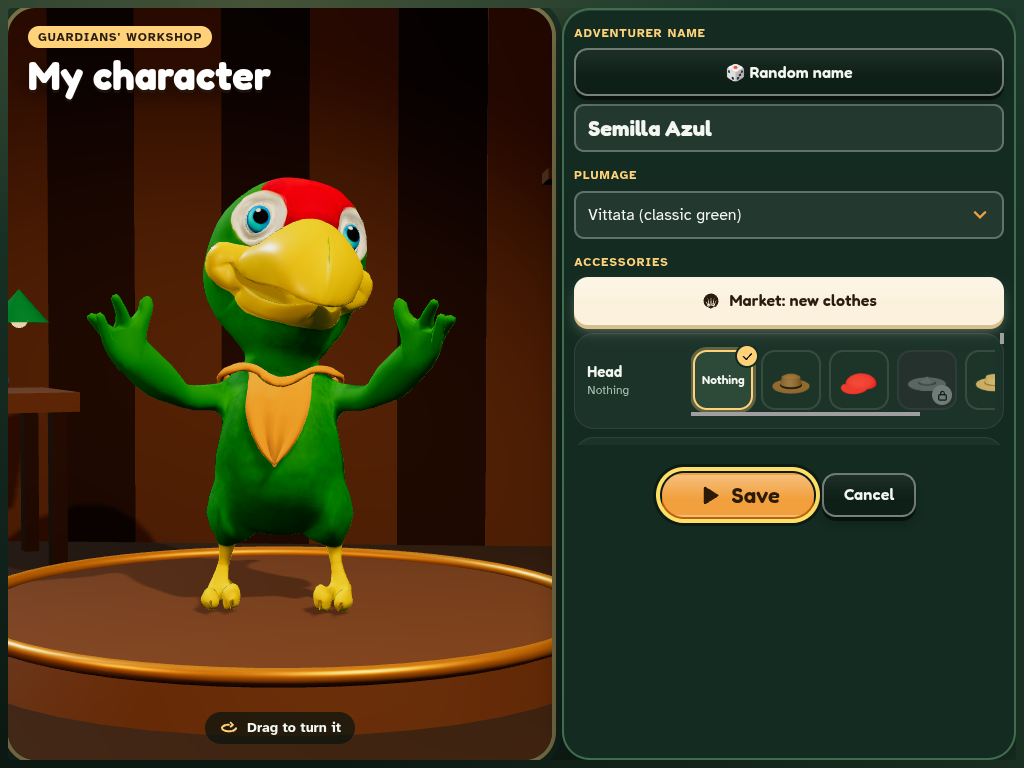 GUARDIANS' WORKSHOP
My character
Drag to turn it
ADVENTURER NAME
🎲 Random name
Semilla Azul
PLUMAGE
Vittata (classic green)
ACCESSORIES
Market: new clothes
Head
Nothing
Nothing
Save
Cancel